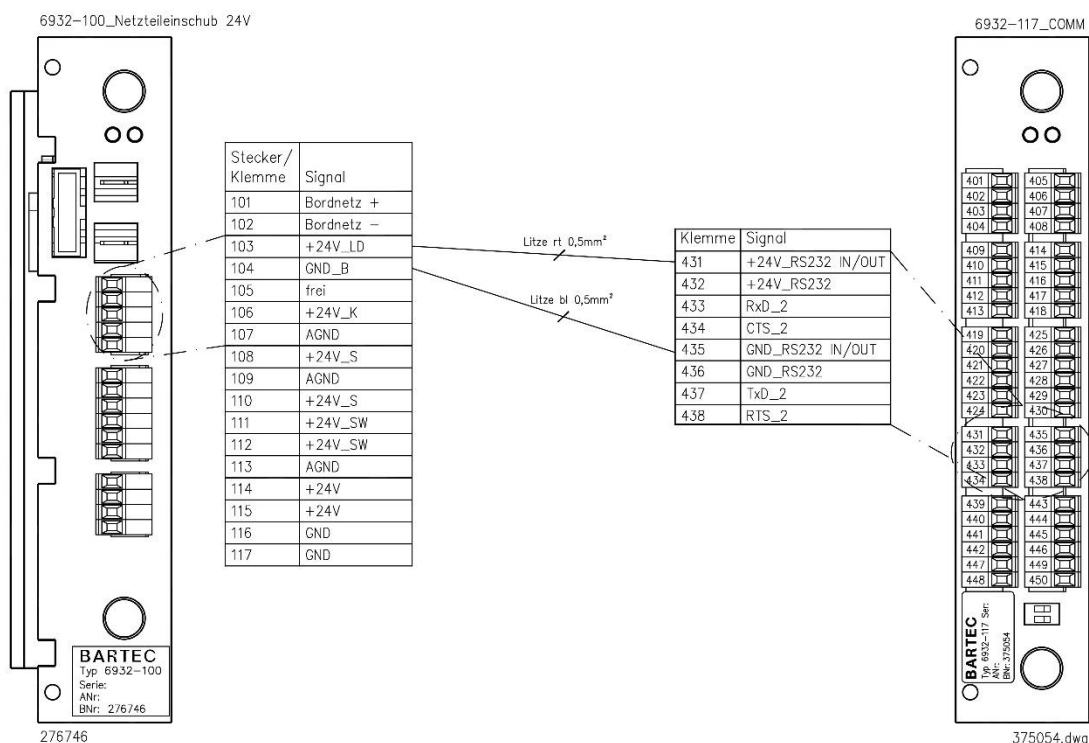 6932-100_Netzteileinschub 24V
6932-117_COMM
Stecker/
Klemme Signal
101 Bordnetz +
102 Bordnetz –
103 +24V_LD
104 GND_B
105 frei
106 +24V_K
107 AGND
108 +24V_S
109 AGND
110 +24V_S
111 +24V_SW
112 +24V_SW
113 AGND
114 +24V
115 +24V
116 GND
117 GND
Litze rt 0,5mm²
Litze bl 0,5mm²
Klemme Signal
431 +24V_RS232 IN/OUT
432 +24V_RS232
433 RxD_2
434 CTS_2
435 GND_RS232 IN/OUT
436 GND_RS232
437 TxD_2
438 RTS_2
401 405
402 406
403 407
404 408
409 414
410 415
411 416
412 417
413 418
419 425
420 426
421 427
422 428
423 429
424 430
431 435
432 436
433 437
434 438
439 443
440 444
441 445
442 446
447 449
448 450
BARTEC
Typ 6932-100
Serie:
ANr:
BNr: 276746
BARTEC
Typ 6932-117 Ser:
ANr:
BNr:375054
276746
375054.dwg